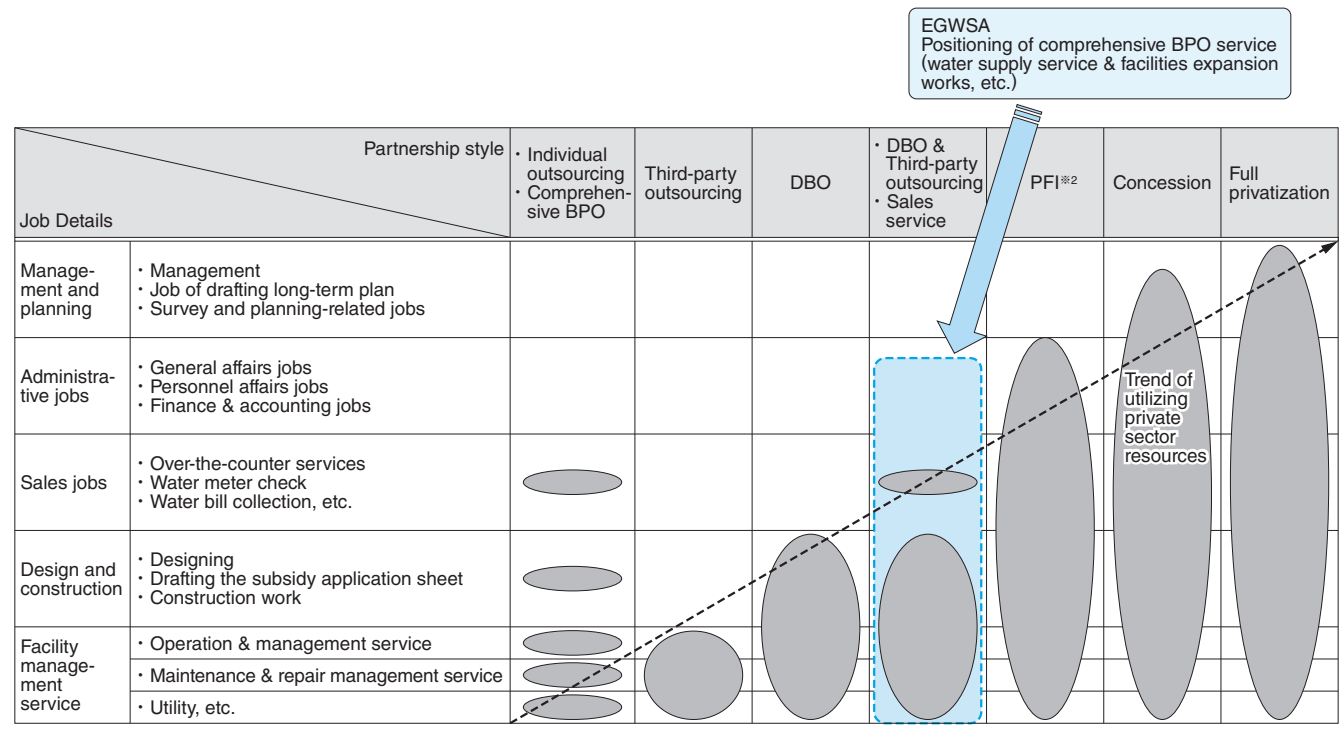 EGWSA
Positioning of comprehensive BPO service
(water supply service & facilities expansion
works, etc.)
Partnership style
Job Details
・Individual
outsourcing
・Comprehen-
sive BPO
Third-party
outsourcing
DBO
・DBO &
Third-party
outsourcing
・Sales
service
PFI※2
Concession
Full
privatization
Manage-
ment and
planning
・Management
・Job of drafting long-term plan
・Survey and planning-related jobs
Administra-
tive jobs
・General affairs jobs
・Personnel affairs jobs
・Finance & accounting jobs
Trend of
utilizing
private
sector
resources
Sales jobs
・Over-the-counter services
・Water meter check
・Water bill collection, etc.
Design and
construction
・Designing
・Drafting the subsidy application sheet
・Construction work
Facility
manage-
ment
service
・Operation & management service
・Maintenance & repair management service
・Utility, etc.